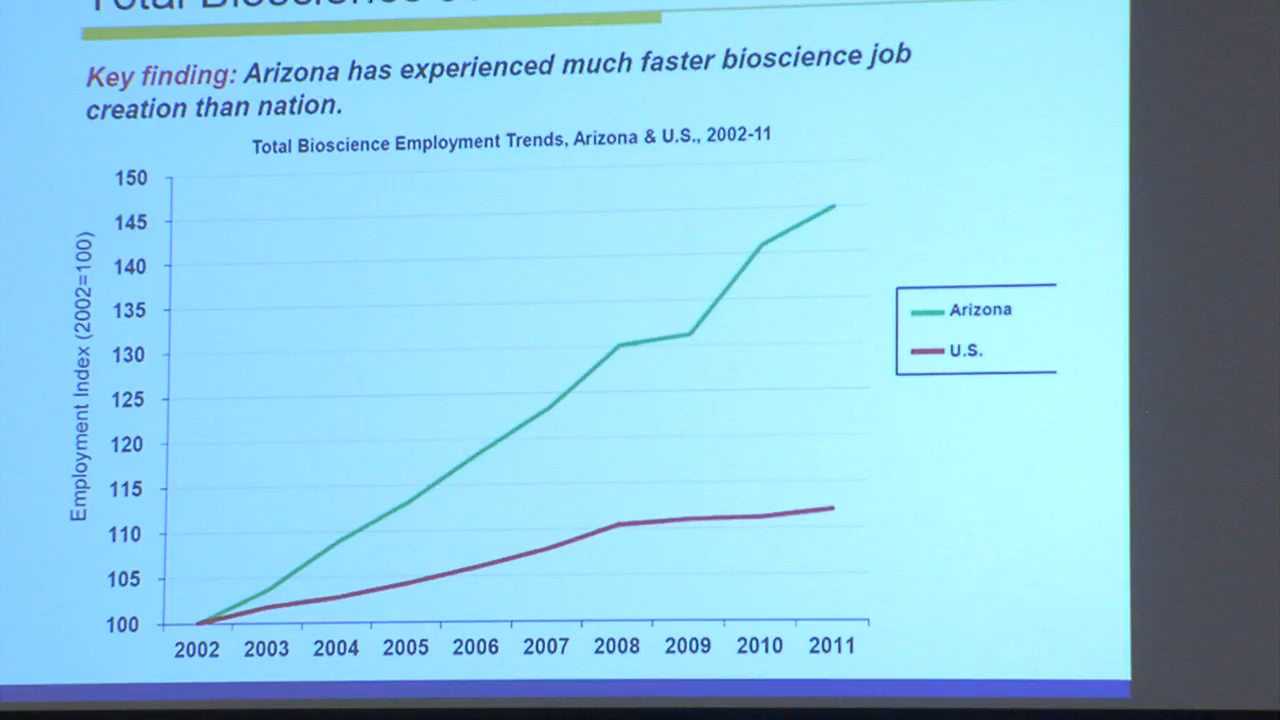 Total Bioscience
Key finding: Arizona has experienced much faster bioscience job
creation than nation.
Total Bioscience Employment Trends, Arizona & U.S., 2002-11
150
145
140
135
130
125
120
115
110
105
100
Employment Index (2002=100)
2002 2003 2004 2005 2006 2007 2008 2009 2010 2011
Arizona
U.S.